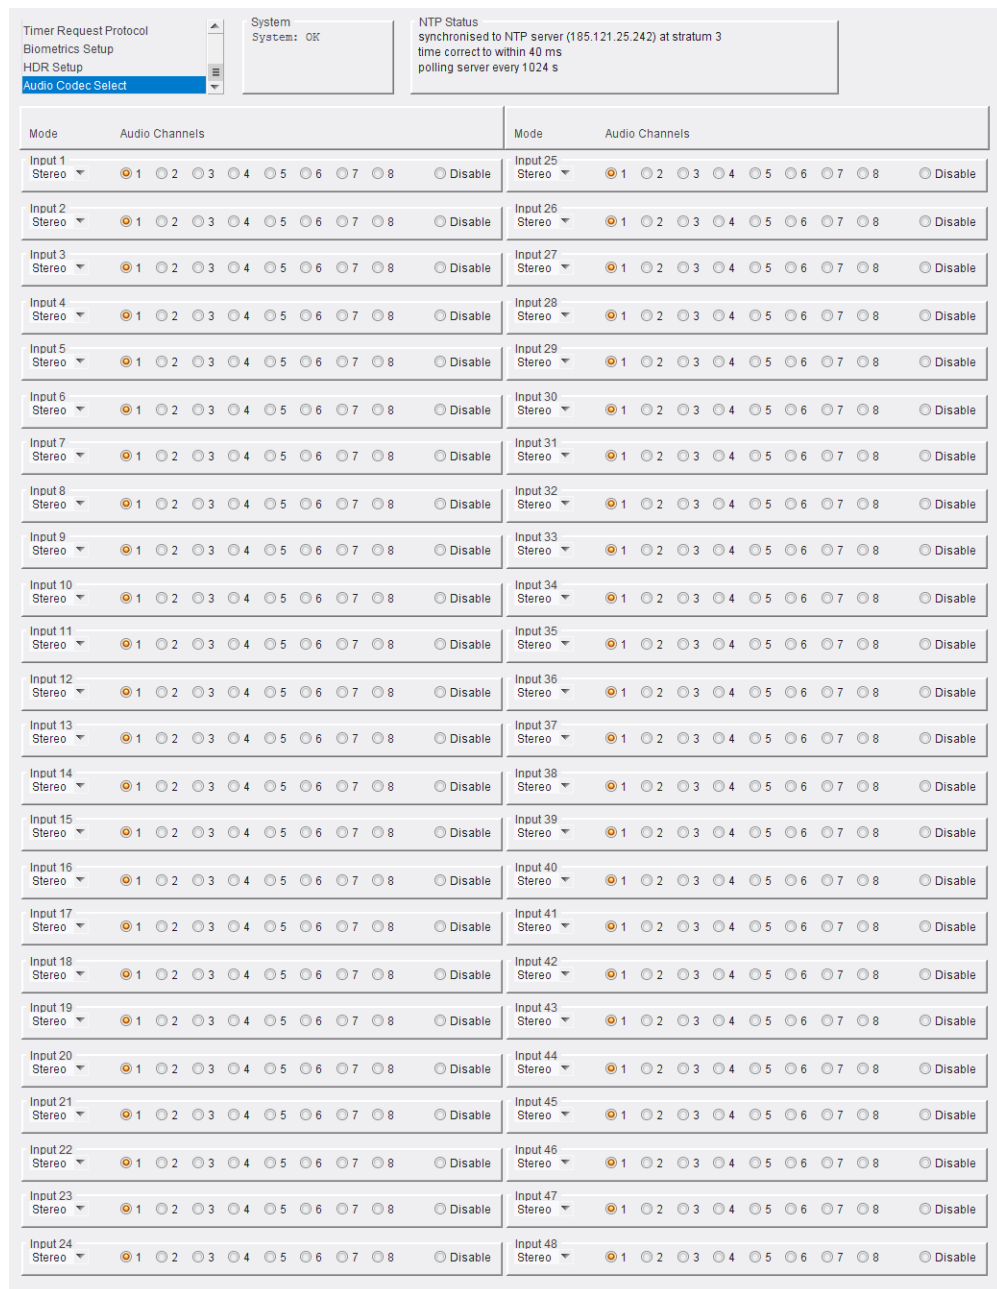 Timer Request Protocol
Biometrics Setup
HDR Setup
Audio Codec Select
System
System: OK
NTP Status
synchronised to NTP server (185.121.25.242) at stratum 3
time correct to within 40 ms
polling server every 1024 s
Mode Audio Channels Mode Audio Channels
Input 1 Input 25
Stereo 1 2 3 4 5 6 7 8 Disable Stereo 1 2 3 4 5 6 7 8 Disable
Input 2 Input 26
Stereo 1 2 3 4 5 6 7 8 Disable Stereo 1 2 3 4 5 6 7 8 Disable
Input 3 Input 27
Stereo 1 2 3 4 5 6 7 8 Disable Stereo 1 2 3 4 5 6 7 8 Disable
Input 4 Input 28
Stereo 1 2 3 4 5 6 7 8 Disable Stereo 1 2 3 4 5 6 7 8 Disable
Input 5 Input 29
Stereo 1 2 3 4 5 6 7 8 Disable Stereo 1 2 3 4 5 6 7 8 Disable
Input 6 Input 30
Stereo 1 2 3 4 5 6 7 8 Disable Stereo 1 2 3 4 5 6 7 8 Disable
Input 7 Input 31
Stereo 1 2 3 4 5 6 7 8 Disable Stereo 1 2 3 4 5 6 7 8 Disable
Input 8 Input 32
Stereo 1 2 3 4 5 6 7 8 Disable Stereo 1 2 3 4 5 6 7 8 Disable
Input 9 Input 33
Stereo 1 2 3 4 5 6 7 8 Disable Stereo 1 2 3 4 5 6 7 8 Disable
Input 10 Input 34
Stereo 1 2 3 4 5 6 7 8 Disable Stereo 1 2 3 4 5 6 7 8 Disable
Input 11 Input 35
Stereo 1 2 3 4 5 6 7 8 Disable Stereo 1 2 3 4 5 6 7 8 Disable
Input 12 Input 36
Stereo 1 2 3 4 5 6 7 8 Disable Stereo 1 2 3 4 5 6 7 8 Disable
Input 13 Input 37
Stereo 1 2 3 4 5 6 7 8 Disable Stereo 1 2 3 4 5 6 7 8 Disable
Input 14 Input 38
Stereo 1 2 3 4 5 6 7 8 Disable Stereo 1 2 3 4 5 6 7 8 Disable
Input 15 Input 39
Stereo 1 2 3 4 5 6 7 8 Disable Stereo 1 2 3 4 5 6 7 8 Disable
Input 16 Input 40
Stereo 1 2 3 4 5 6 7 8 Disable Stereo 1 2 3 4 5 6 7 8 Disable
Input 17 Input 41
Stereo 1 2 3 4 5 6 7 8 Disable Stereo 1 2 3 4 5 6 7 8 Disable
Input 18 Input 42
Stereo 1 2 3 4 5 6 7 8 Disable Stereo 1 2 3 4 5 6 7 8 Disable
Input 19 Input 43
Stereo 1 2 3 4 5 6 7 8 Disable Stereo 1 2 3 4 5 6 7 8 Disable
Input 20 Input 44
Stereo 1 2 3 4 5 6 7 8 Disable Stereo 1 2 3 4 5 6 7 8 Disable
Input 21 Input 45
Stereo 1 2 3 4 5 6 7 8 Disable Stereo 1 2 3 4 5 6 7 8 Disable
Input 22 Input 46
Stereo 1 2 3 4 5 6 7 8 Disable Stereo 1 2 3 4 5 6 7 8 Disable
Input 23 Input 47
Stereo 1 2 3 4 5 6 7 8 Disable Stereo 1 2 3 4 5 6 7 8 Disable
Input 24 Input 48
Stereo 1 2 3 4 5 6 7 8 Disable Stereo 1 2 3 4 5 6 7 8 Disable